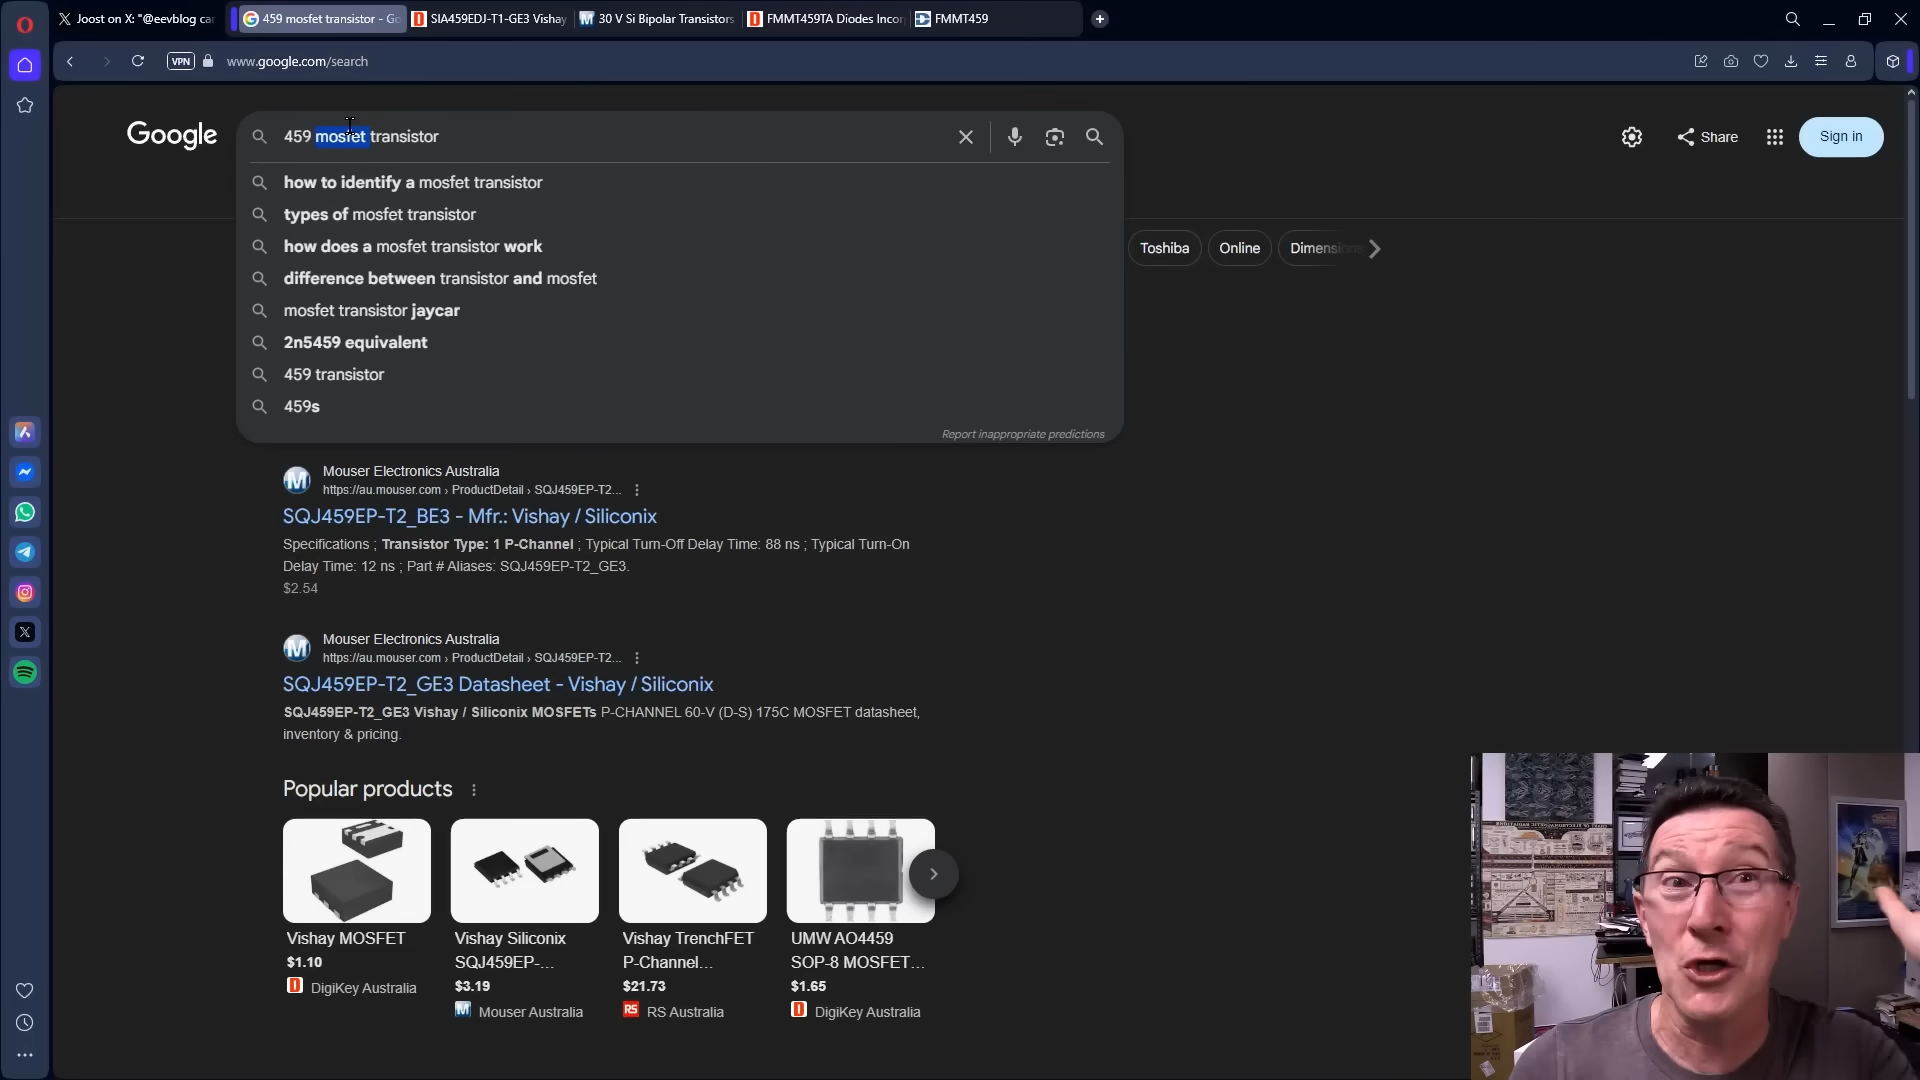 Joost on X: "@eevblog car
459 mosfet transistor - Go
SIA459EDJ-T1-GE3 Vishay
30 V Si Bipolar Transistors
FMMT459TA Diodes Incor
FMMT459
VPN
www.google.com/search
Google
459 mosfet transistor
Share
Sign in
how to identify a mosfet transistor
types of mosfet transistor
how does a mosfet transistor work
difference between transistor and mosfet
mosfet transistor jaycar
2n5459 equivalent
459 transistor
459s
Report inappropriate predictions
Toshiba
Online
Dimensions
Mouser Electronics Australia
https://au.mouser.com › ProductDetail › SQJ459EP-T2...
SQJ459EP-T2_BE3 - Mfr.: Vishay / Siliconix
Specifications ; Transistor Type: 1 P-Channel ; Typical Turn-Off Delay Time: 88 ns ; Typical Turn-On
Delay Time: 12 ns ; Part # Aliases: SQJ459EP-T2_GE3.
$2.54
Mouser Electronics Australia
https://au.mouser.com › ProductDetail › SQJ459EP-T2...
SQJ459EP-T2_GE3 Datasheet - Vishay / Siliconix
SQJ459EP-T2_GE3 Vishay / Siliconix MOSFETs P-CHANNEL 60-V (D-S) 175C MOSFET datasheet,
inventory & pricing.
Popular products
Vishay MOSFET
$1.10
DigiKey Australia
Vishay Siliconix
SQJ459EP-...
$3.19
Mouser Australia
Vishay TrenchFET
P-Channel...
$21.73
RS Australia
UMW AO4459
SOP-8 MOSFET...
$1.65
DigiKey Australia